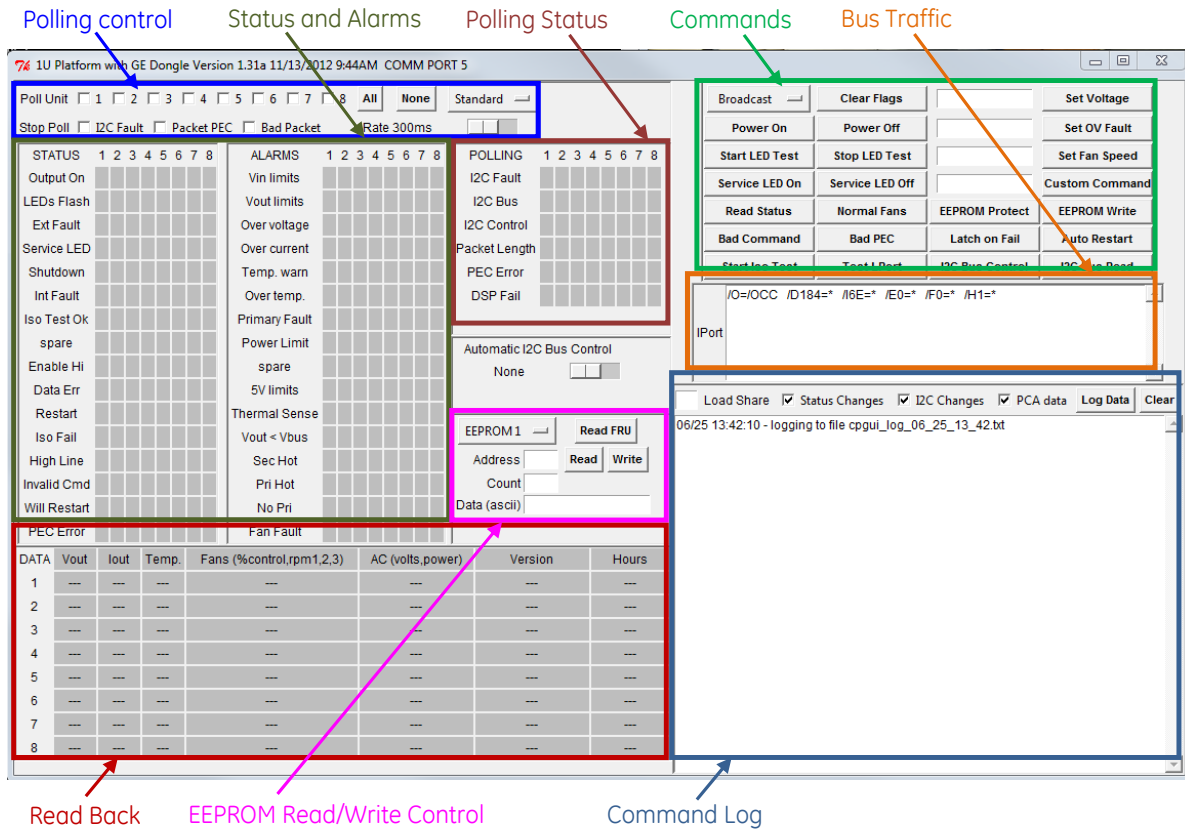 Polling control Status and Alarms Polling Status Commands Bus Traffic
1U Platform with GE Dongle Version 1.31a 11/13/2012 9:44AM COMM PORT 5
Poll Unit 1 2 3 4 5 6 7 8 All None Standard
Stop Poll I2C Fault Packet PEC Bad Packet Rate 300ms
STATUS 1 2 3 4 5 6 7 8
Output On
LEDs Flash
Ext Fault
Service LED
Shutdown
Int Fault
Iso Test Ok
spare
Enable Hi
Data Err
Restart
Iso Fail
High Line
Invalid Cmd
Will Restart
PEC Error
ALARMS 1 2 3 4 5 6 7 8
Vin limits
Vout limits
Over voltage
Over current
Temp. warn
Over temp.
Primary Fault
Power Limit
spare
5V limits
Thermal Sense
Vout < Vbus
Sec Hot
Pri Hot
No Pri
Fan Fault
POLLING 1 2 3 4 5 6 7 8
I2C Fault
I2C Bus
I2C Control
Packet Length
PEC Error
DSP Fail
Automatic I2C Bus Control
None
EEPROM1 Read FRU
Address Read Write
Count
Data (ascii)
Broadcast Clear Flags Set Voltage
Power On Power Off Set OV Fault
Start LED Test Stop LED Test Set Fan Speed
Service LED On Service LED Off Custom Command
Read Status Normal Fans EEPROM Protect EEPROM Write
Bad Command Bad PEC Latch on Fail Auto Restart
Start Iso Test Test I-Port I2C Bus Control I2C Bus Read
/O=/OCC /D184=* /I6E=* /E0=* /F0=* /H1=*
IPort
Load Share Status Changes I2C Changes PCA data Log Data Clear
06/25 13:42:10 - logging to file cpgui_log_06_25_13_42.txt
DATA Vout Iout Temp. Fans (%control,rpm1,2,3) AC (volts,power) Version Hours
1 --- --- --- --- --- --- ---
2 --- --- --- --- --- --- ---
3 --- --- --- --- --- --- ---
4 --- --- --- --- --- --- ---
5 --- --- --- --- --- --- ---
6 --- --- --- --- --- --- ---
7 --- --- --- --- --- --- ---
8 --- --- --- --- --- --- ---
Read Back EEPROM Read/Write Control Command Log